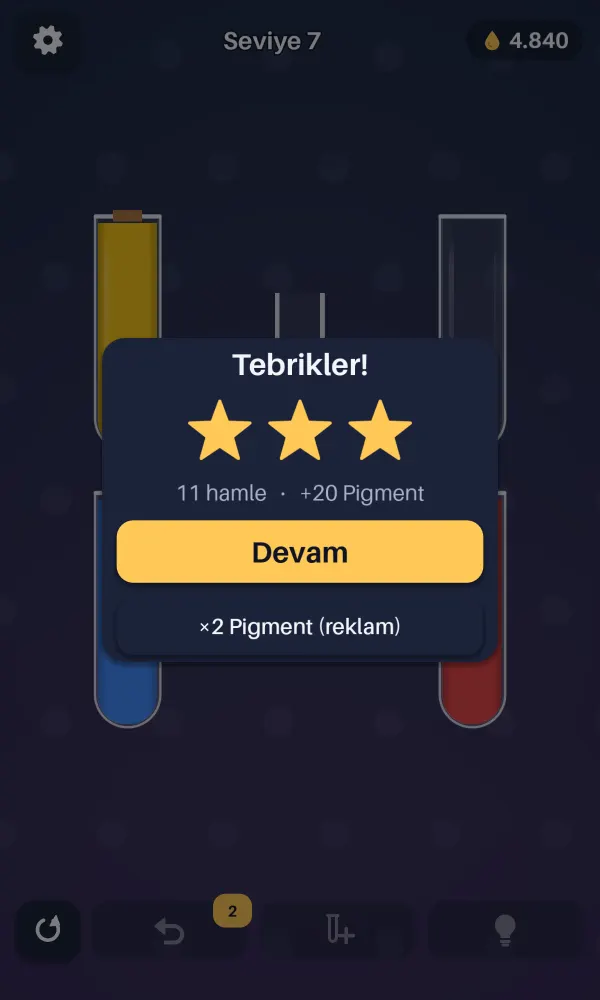 Seviye 7
4.840
Tebrikler!
11 hamle · +20 Pigment
Devam
×2 Pigment (reklam)
2